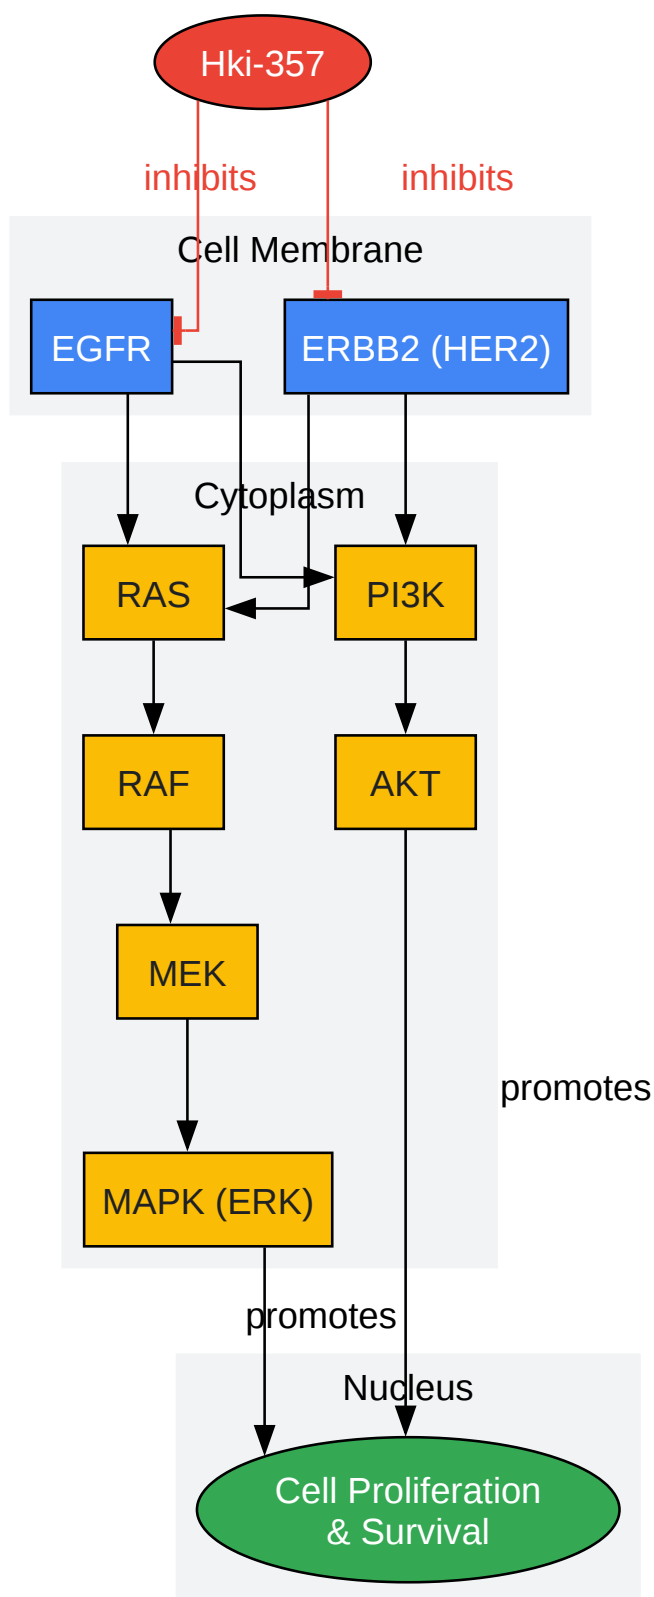 Hki-357
inhibits
inhibits
Cell Membrane
EGFR
ERBB2 (HER2)
Cytoplasm
RAS
PI3K
RAF
AKT
MEK
promotes
MAPK (ERK)
promotes
Nucleus
Cell Proliferation
& Survival